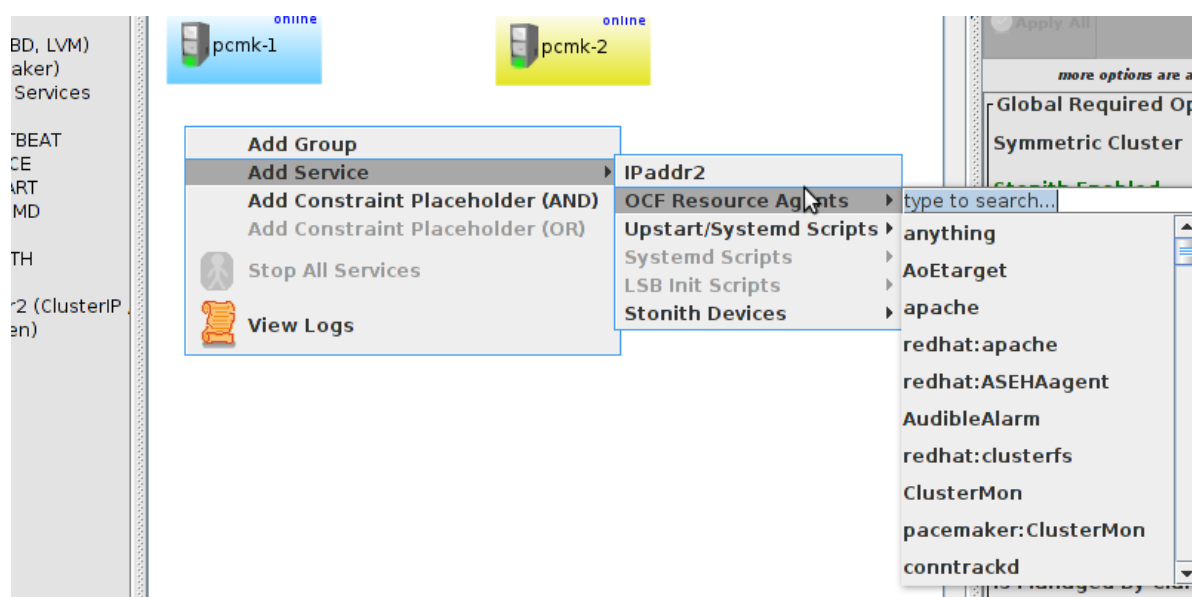 BD, LVM)
aker)
Services
TBEAT
CE
ART
MD
TH
r2 (ClusterIP
en)
online
pcmk-1
online
pcmk-2
Add Group
Add Service
Add Constraint Placeholder (AND)
Add Constraint Placeholder (OR)
Stop All Services
View Logs
IPaddr2
OCF Resource Agents
Upstart/Systemd Scripts
Systemd Scripts
LSB Init Scripts
Stonith Devices
type to search...
anything
AoEtarget
apache
redhat:apache
redhat:ASEHAagent
AudibleAlarm
redhat:clusterfs
ClusterMon
pacemaker:ClusterMon
conntrackd
Apply All
more options are a
Global Required Op
Symmetric Cluster
Stonith Enabled
Is Managed By Clu